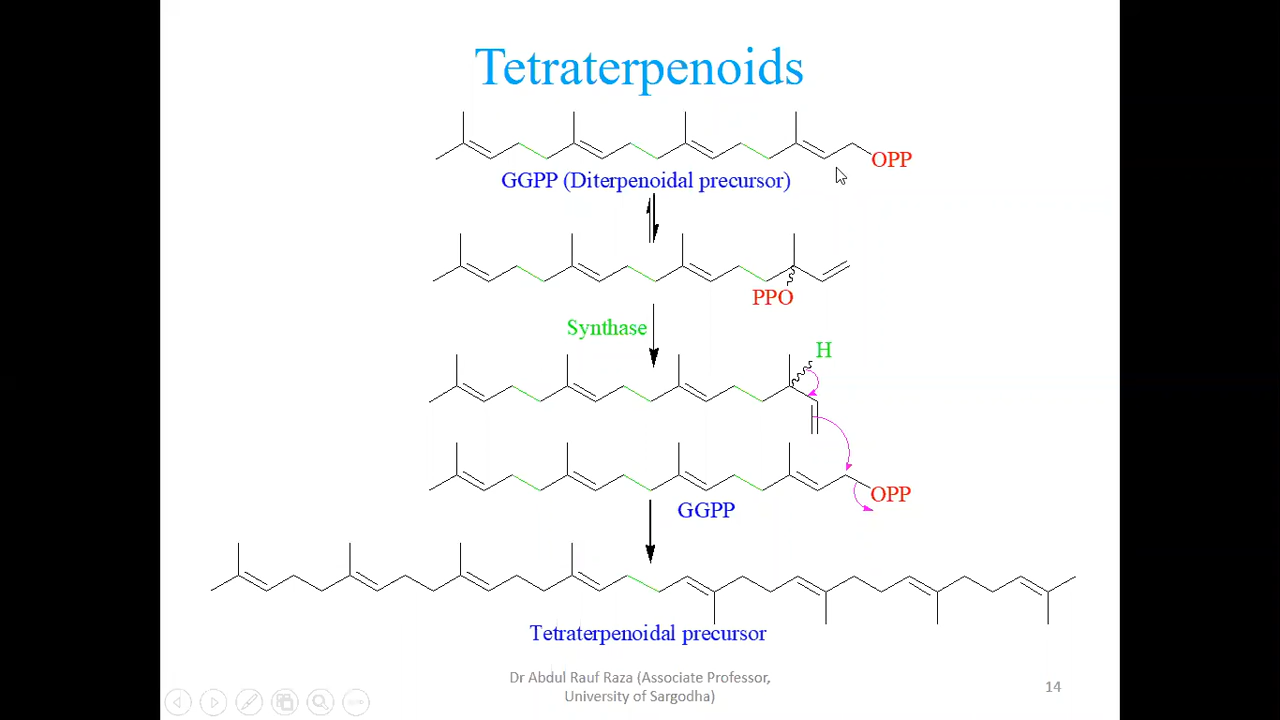 Tetraterpenoids
OPP
GGPP (Diterpenoidal precursor)
PPO
Synthase
H
OPP
GGPP
Tetraterpenoidal precursor
Dr Abdul Rauf Raza (Associate Professor,
University of Sargodha)
14